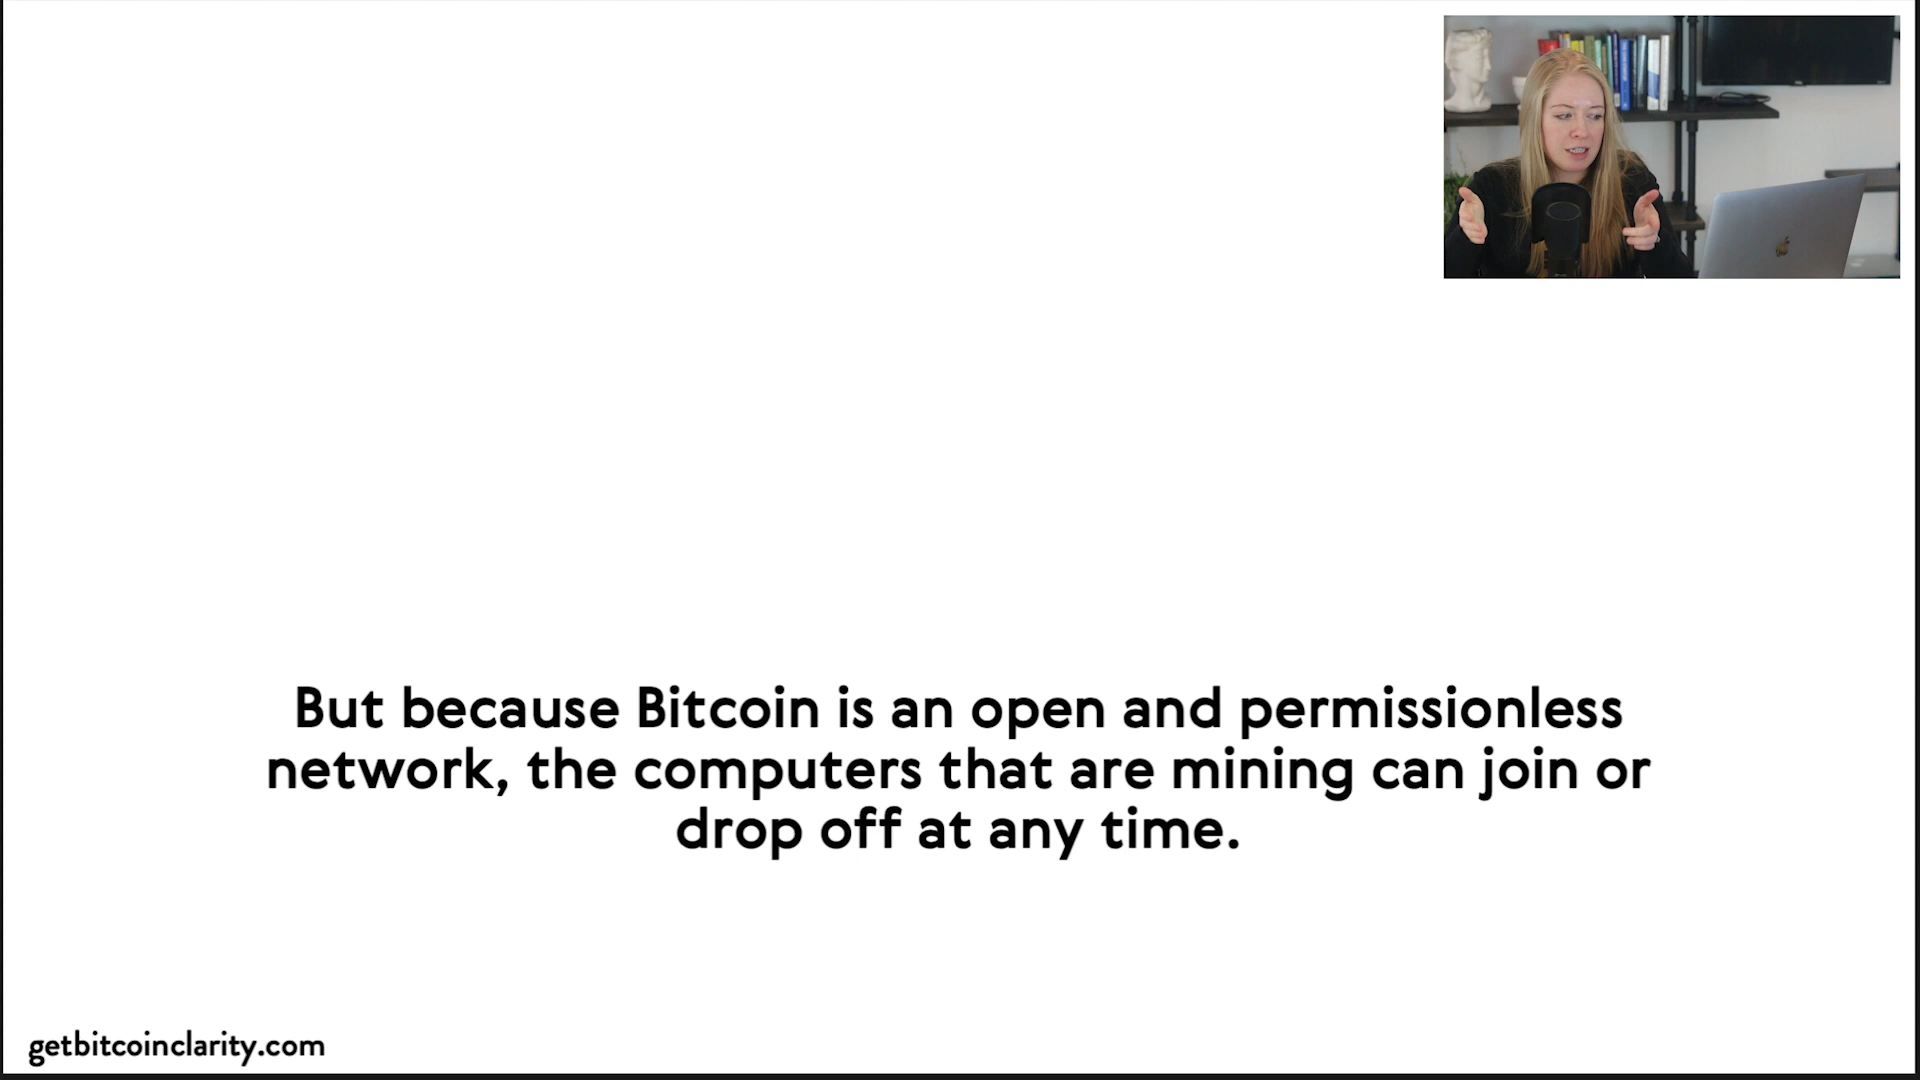 But because Bitcoin is an open and permissionless
network, the computers that are mining can join or
drop off at any time.
getbitcoinclarity.com